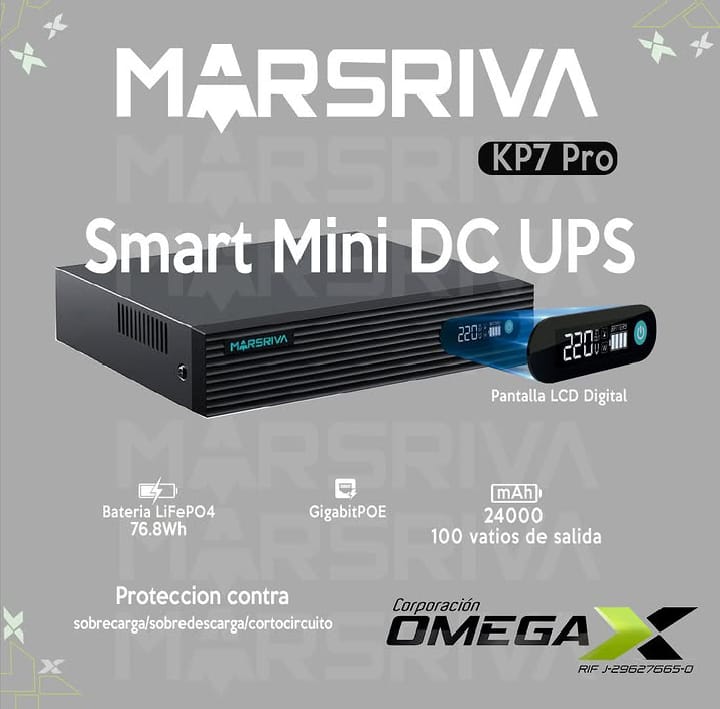 MARSRIVA
KP7 Pro
Smart Mini DC UPS
MARSRIVA
220
220
BATTERY
Pantalla LCD Digital
Bateria LiFePO4
76.8Wh
GigabitPOE
mAh
24000
100 vatios de salida
Proteccion contra
sobrecarga/sobredescarga/cortocircuito
Corporación
OMEGA X
RIF J-29627665-0